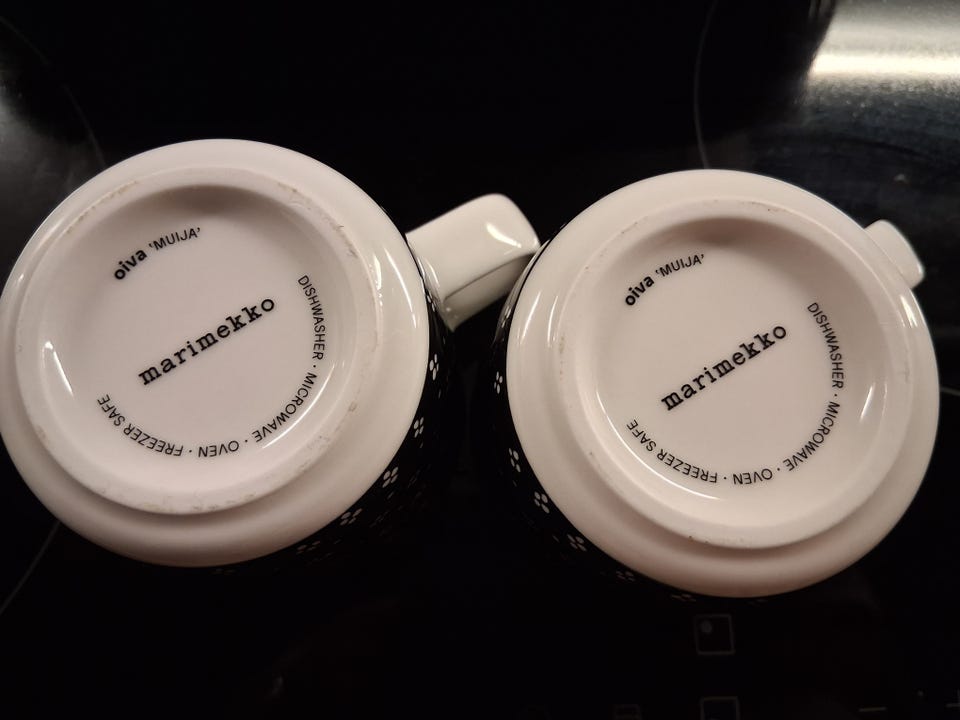 oiva 'MUIJA'
marimekko
DISHWASHER · MICROWAVE · OVEN · FREEZER SAFE
oiva 'MUIJA'
marimekko
DISHWASHER · MICROWAVE · OVEN · FREEZER SAFE